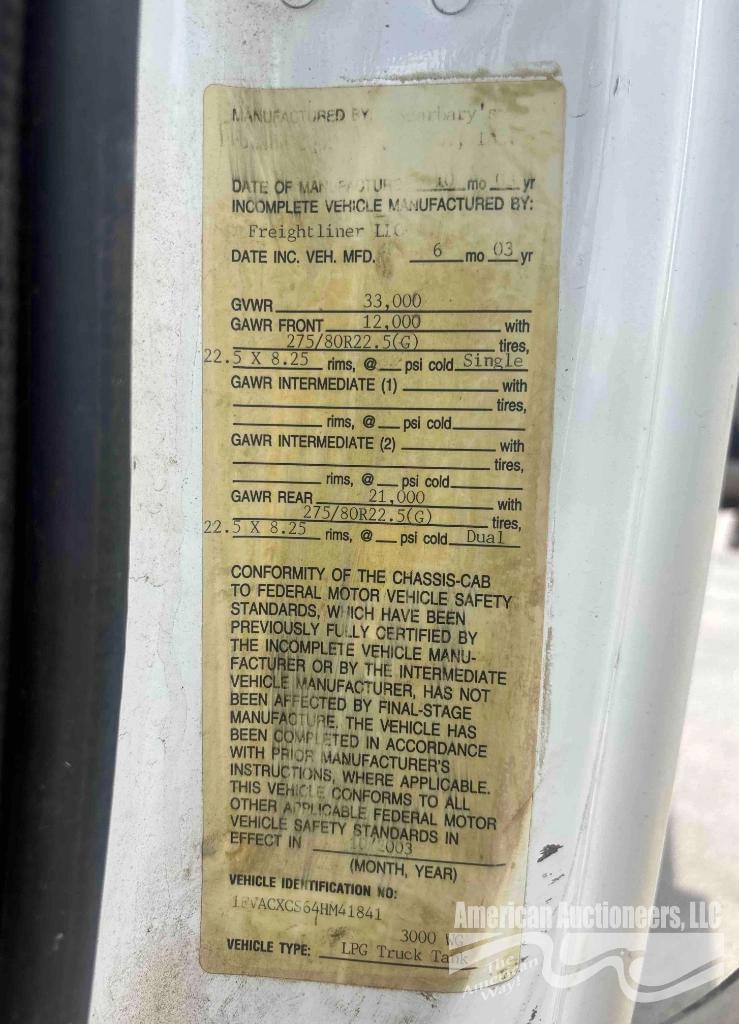 MANUFACTURED BY:
DATE OF MANUFACTURE 10 mo yr
INCOMPLETE VEHICLE MANUFACTURED BY:
Freightliner LLC
DATE INC. VEH. MFD. 6 mo 03 yr
GVWR 33,000
GAWR FRONT 12,000 with
275/80R22.5(G) tires,
22.5 X 8.25 rims, @ psi cold Single
GAWR INTERMEDIATE (1) with
tires,
rims, @ psi cold
GAWR INTERMEDIATE (2) with
tires,
rims, @ psi cold
GAWR REAR 21,000 with
275/80R22.5(G) tires,
22.5 X 8.25 rims, @ psi cold Dual
CONFORMITY OF THE CHASSIS-CAB
TO FEDERAL MOTOR VEHICLE SAFETY
STANDARDS, WHICH HAVE BEEN
PREVIOUSLY FULLY CERTIFIED BY
THE INCOMPLETE VEHICLE MANU-
FACTURER OR BY THE INTERMEDIATE
VEHICLE MANUFACTURER, HAS NOT
BEEN AFFECTED BY FINAL-STAGE
MANUFACTURE. THE VEHICLE HAS
BEEN COMPLETED IN ACCORDANCE
WITH PRIOR MANUFACTURER'S
INSTRUCTIONS, WHERE APPLICABLE.
THIS VEHICLE CONFORMS TO ALL
OTHER APPLICABLE FEDERAL MOTOR
VEHICLE SAFETY STANDARDS IN
EFFECT IN 10/2003
(MONTH, YEAR)
VEHICLE IDENTIFICATION NO:
1FVACXCS64HM41841
3000 WG
VEHICLE TYPE: LPG Truck Tank
American Auctioneers, LLC
The
American
Way!